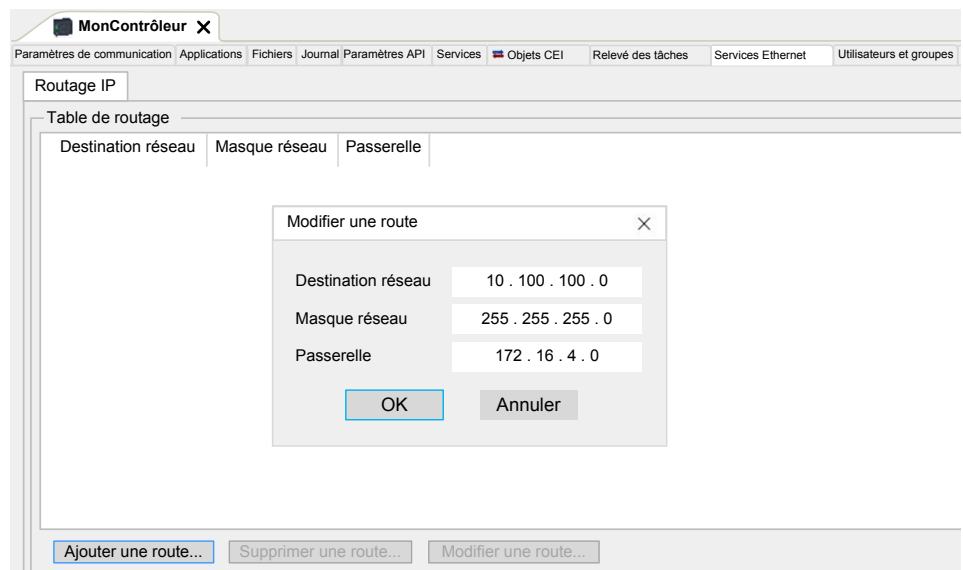 MonContrôleur
Paramètres de communication Applications Fichiers Journal Paramètres API Services Objets CEI Relevé des tâches Services Ethernet Utilisateurs et groupes
Routage IP
Table de routage
Destination réseau Masque réseau Passerelle
Modifier une route
Destination réseau 10 . 100 . 100 . 0
Masque réseau 255 . 255 . 255 . 0
Passerelle 172 . 16 . 4 . 0
OK Annuler
Ajouter une route... Supprimer une route... Modifier une route...